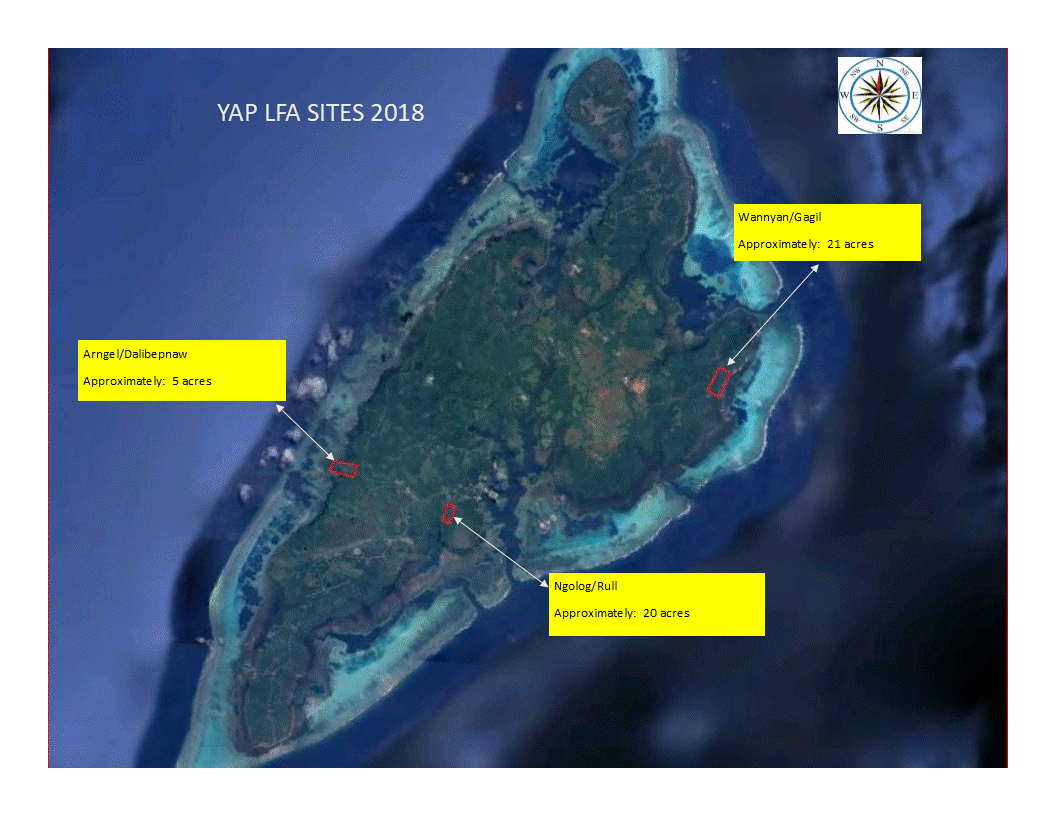 YAP LFA SITES 2018
N
NW
NE
W
E
SW
SE
S
Wannyan/Gagil
Approximately: 21 acres
Arngel/Dalibepnaw
Approximately: 5 acres
Ngolog/Rull
Approximately: 20 acres